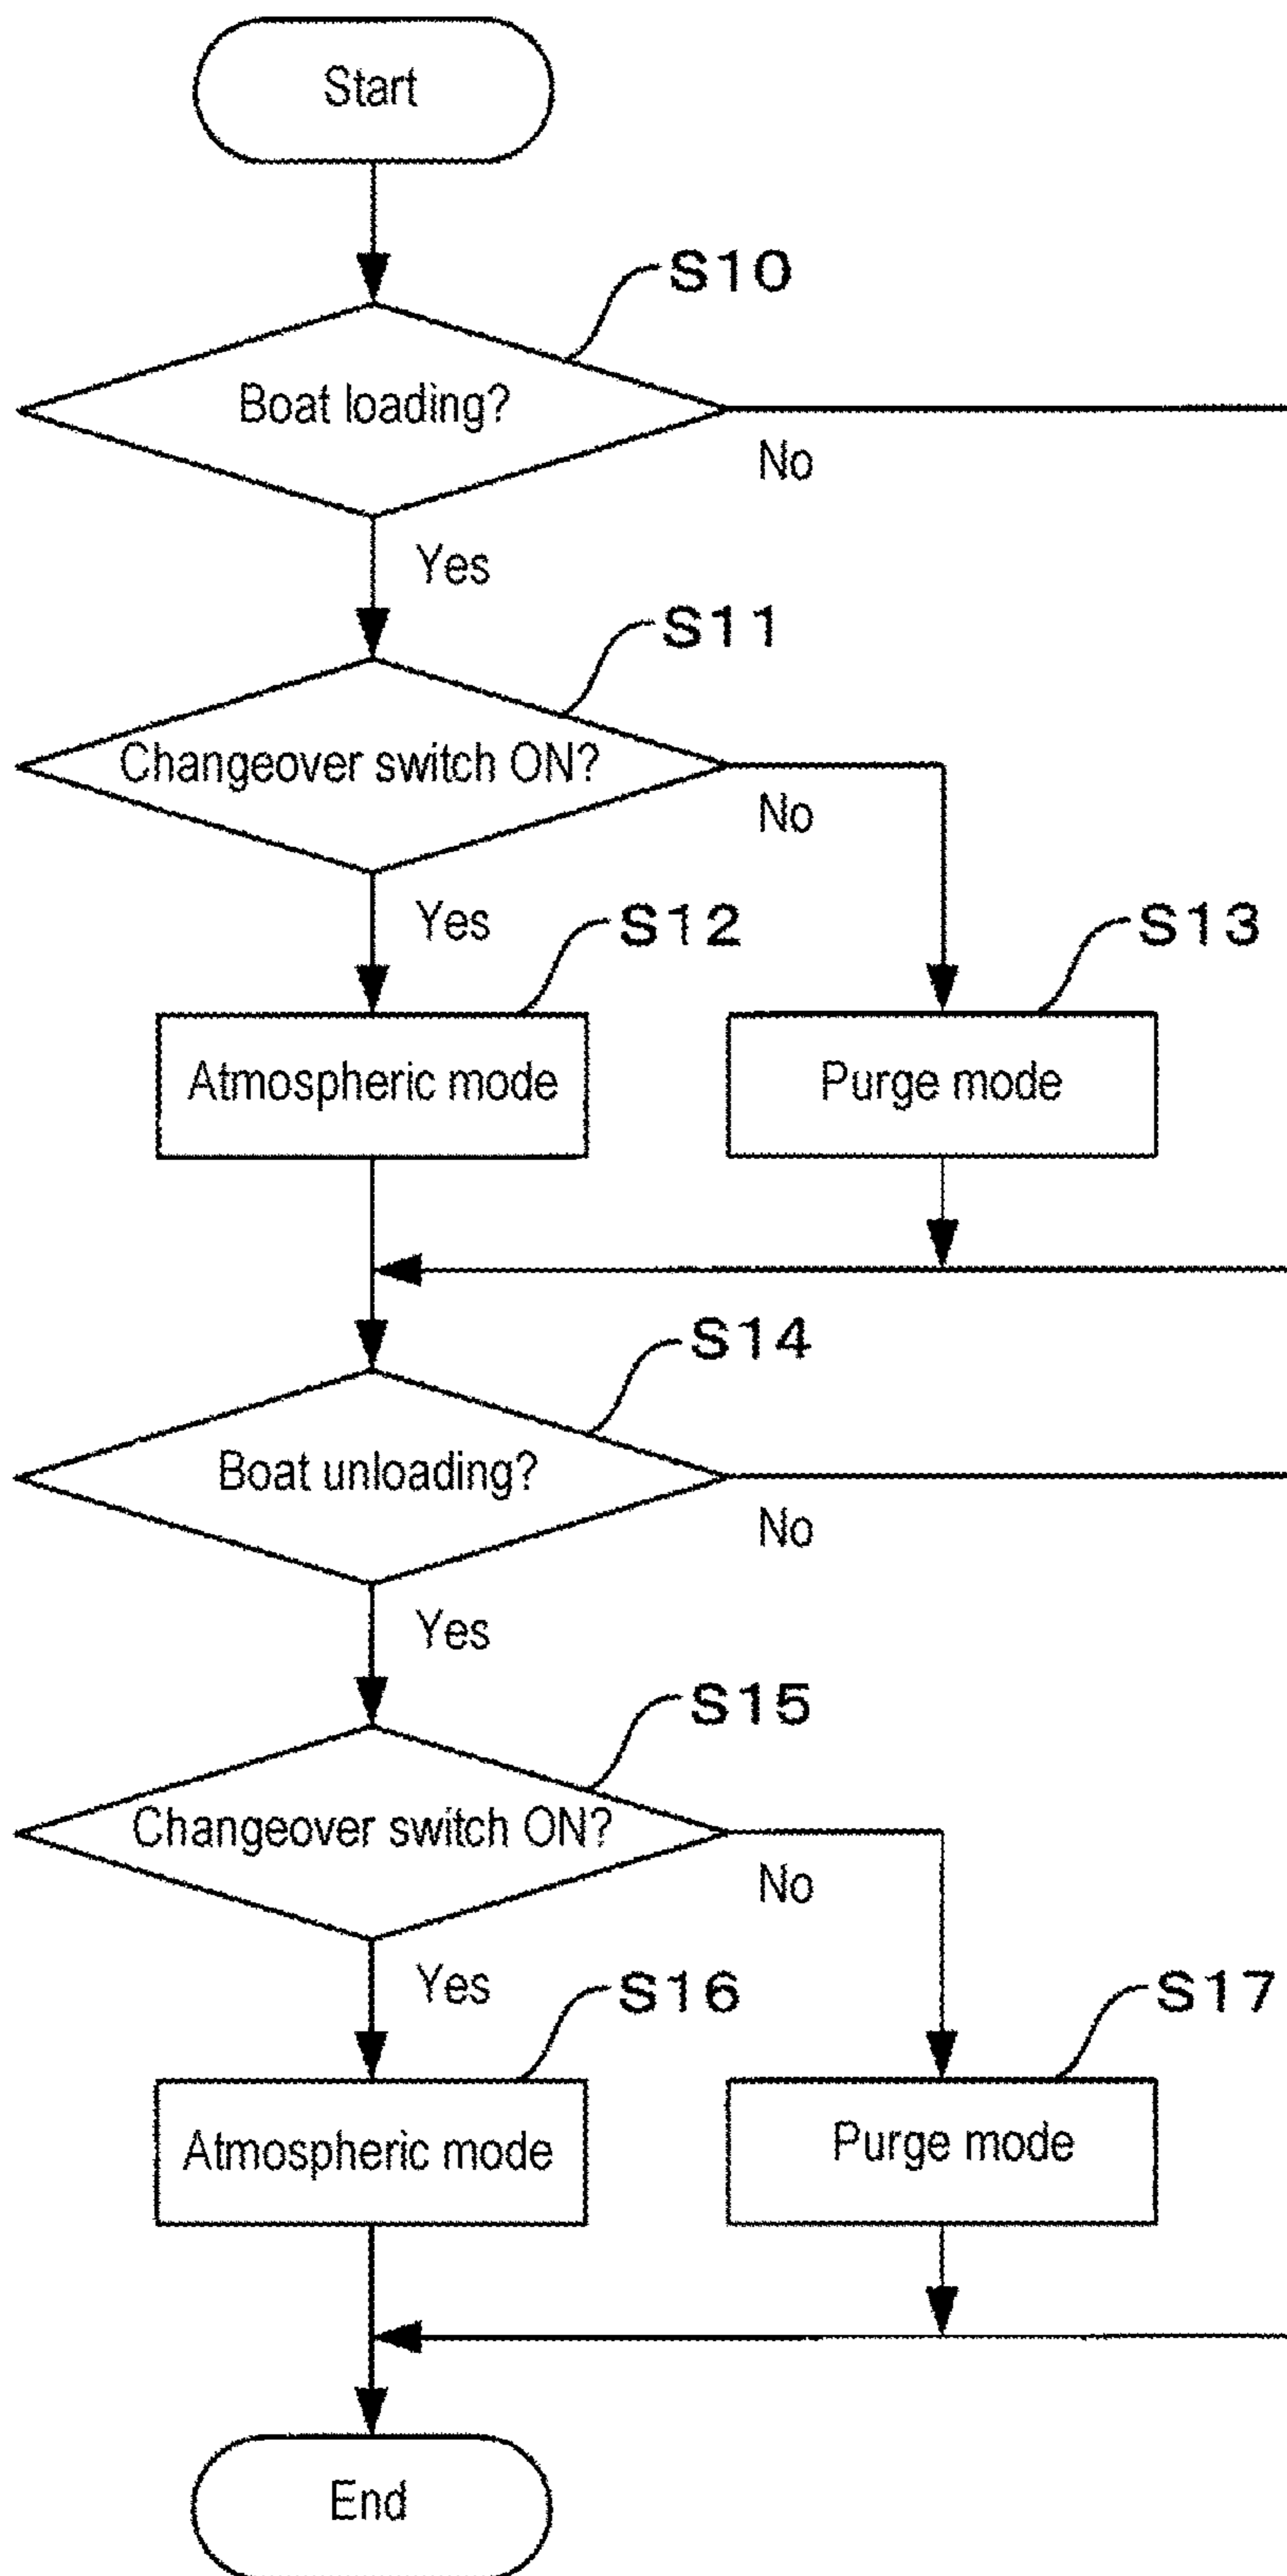 Start
S10
Boat loading?
No
Yes
S11
Changeover switch ON?
No
Yes
S12
S13
Atmospheric mode
Purge mode
S14
Boat unloading?
No
Yes
S15
Changeover switch ON?
No
Yes
S16
S17
Atmospheric mode
Purge mode
End